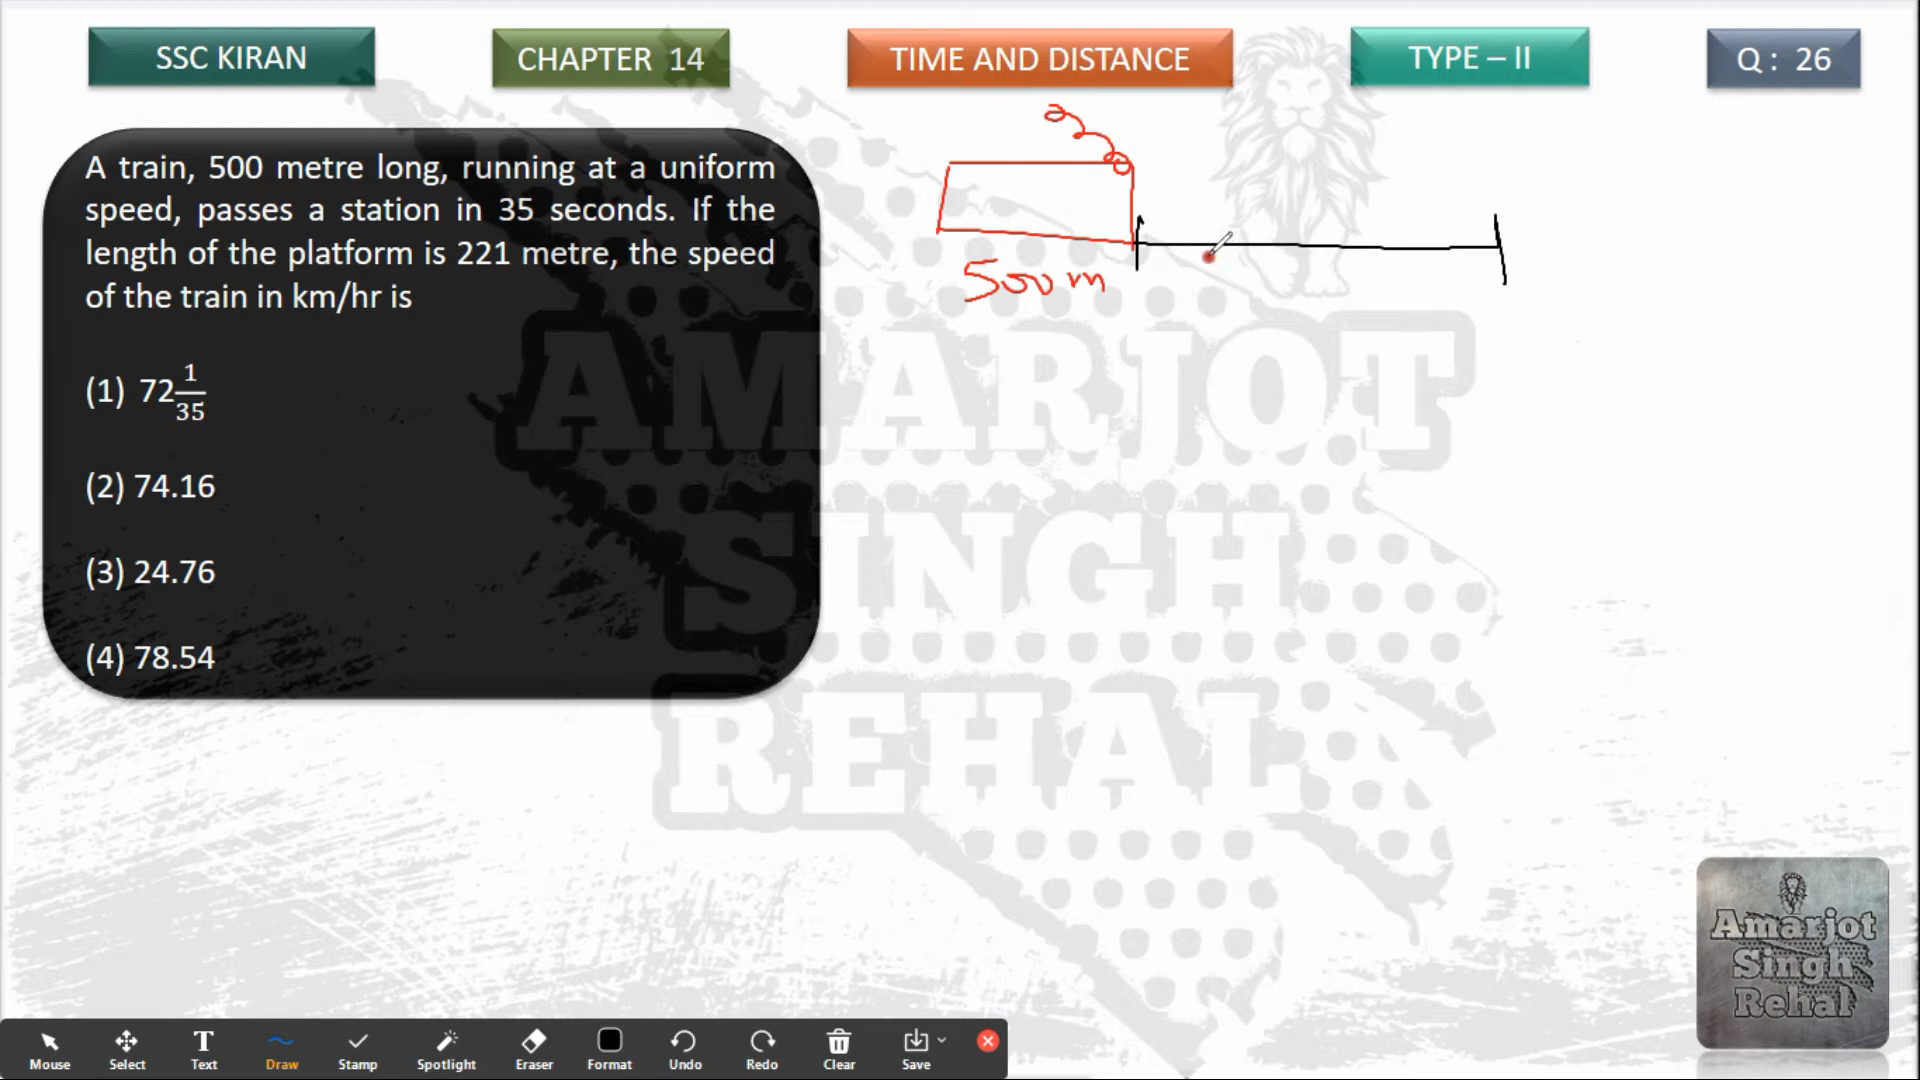 SSC KIRAN
CHAPTER 14
TIME AND DISTANCE
TYPE – II
Q : 26
A train, 500 metre long, running at a uniform
speed, passes a station in 35 seconds. If the
length of the platform is 221 metre, the speed
of the train in km/hr is
(1) 72 1/35
(2) 74.16
(3) 24.76
(4) 78.54
500 m
AMARJOT
SINGH
REHAL
Amarjot
Singh
Rehal
Mouse
Select
Text
Draw
Stamp
Spotlight
Eraser
Format
Undo
Redo
Clear
Save